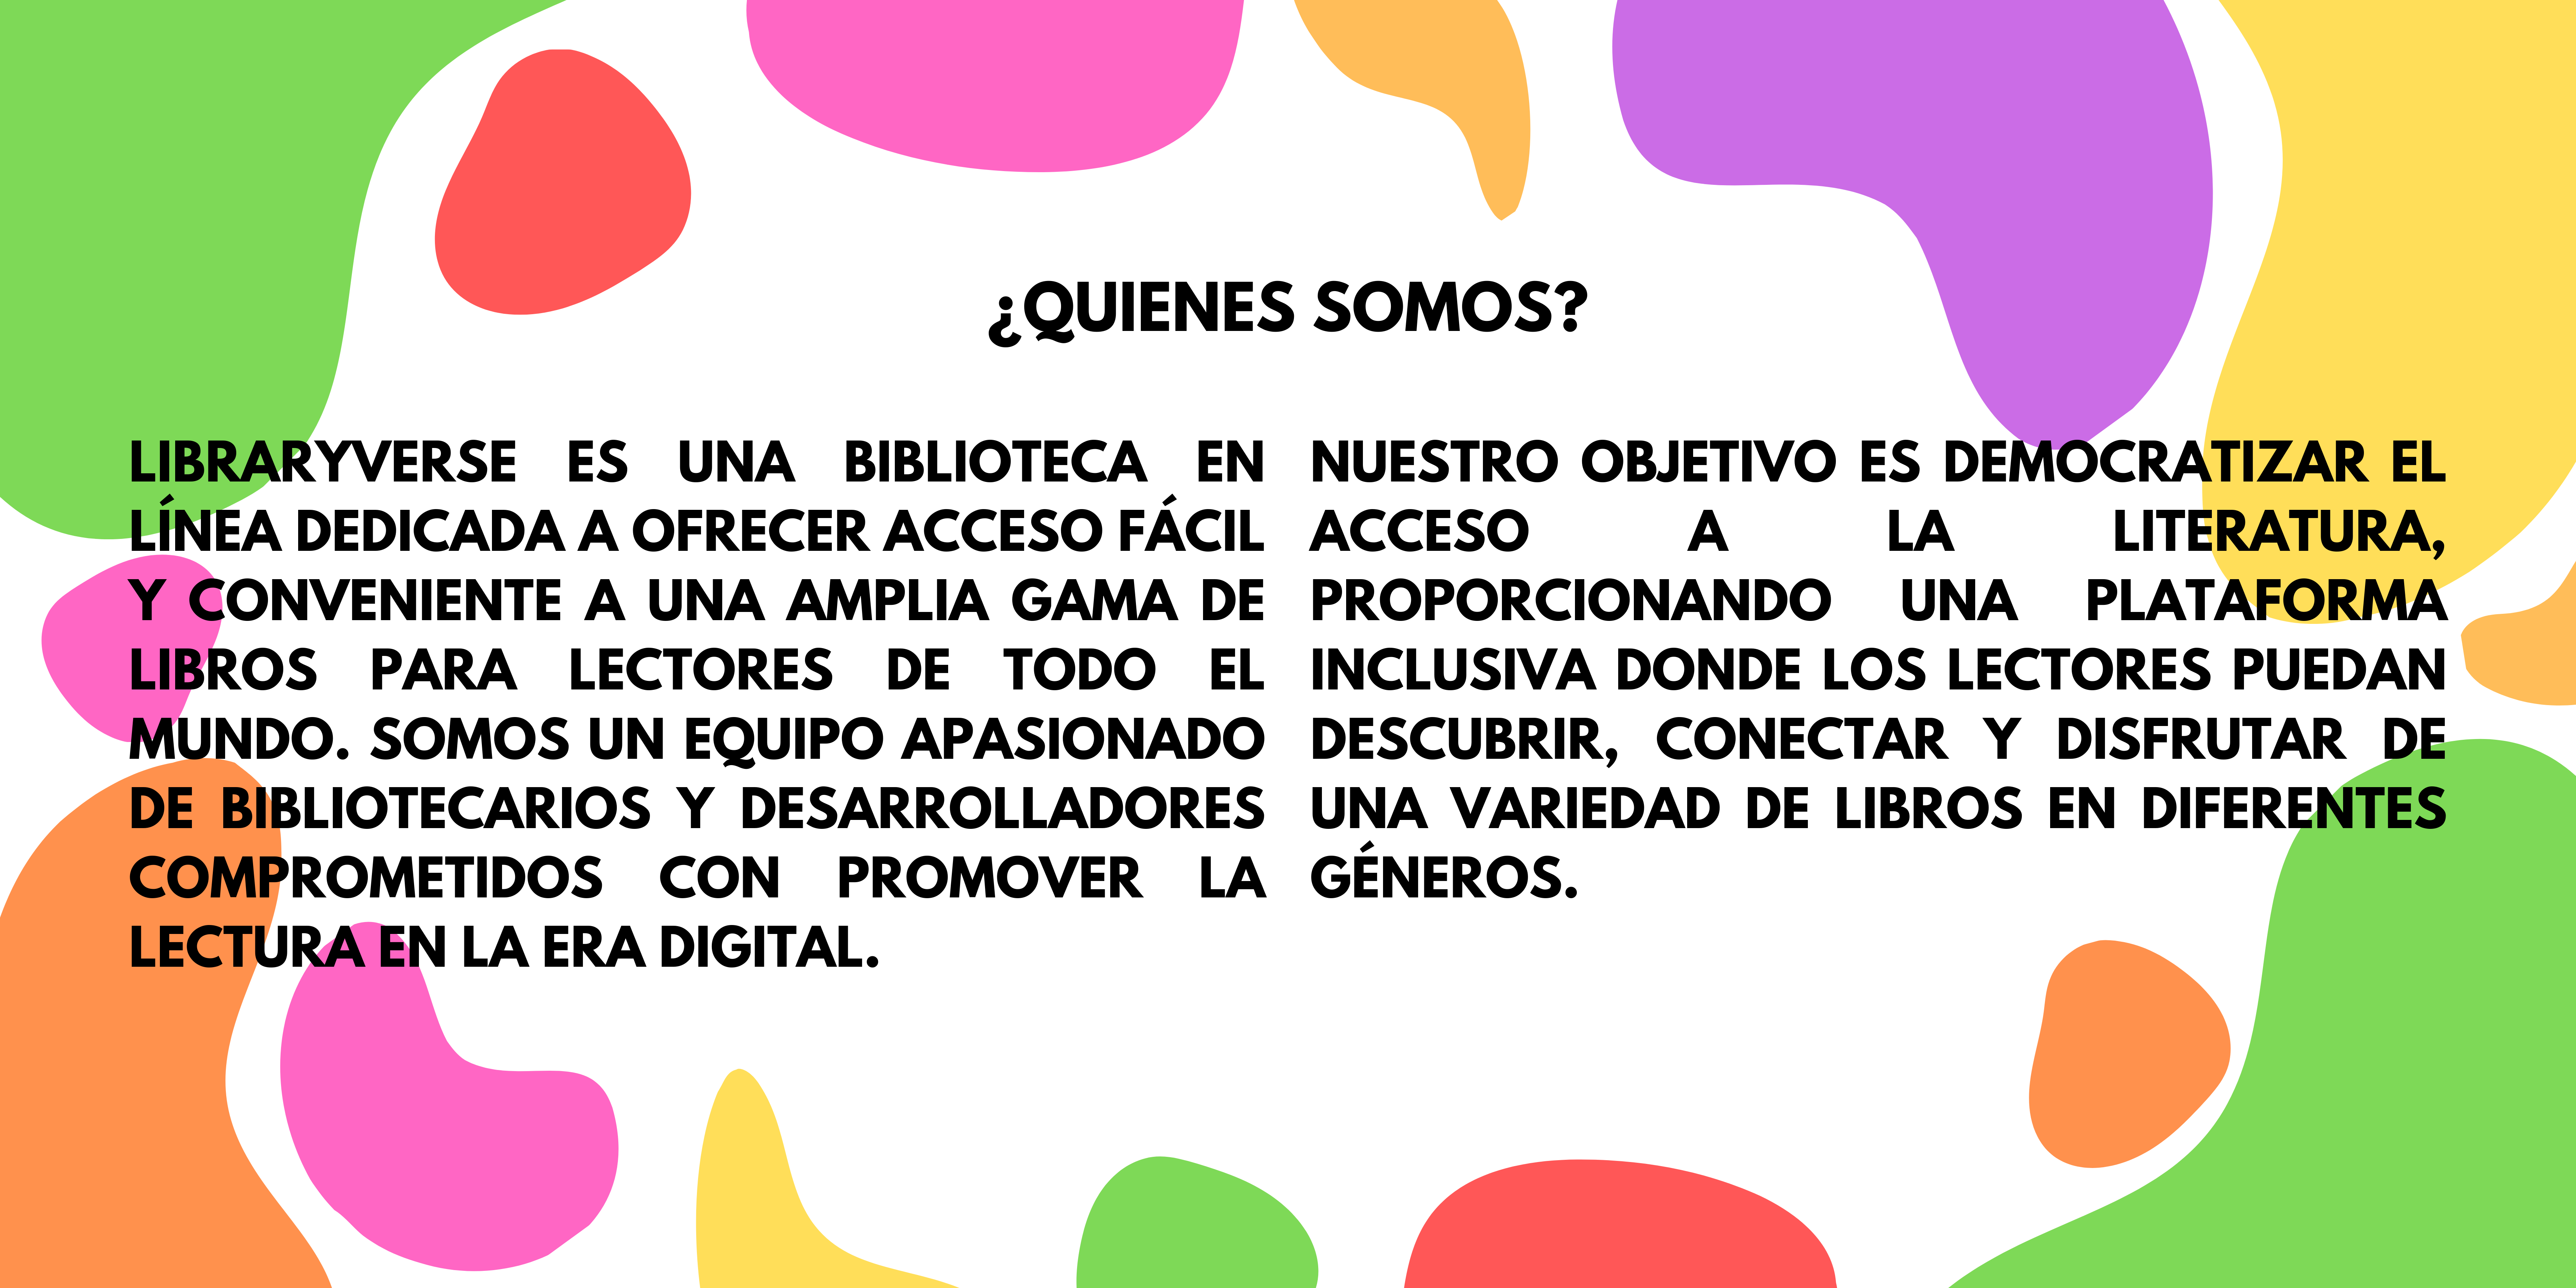 ¿QUIENES SOMOS?
LIBRARYVERSE ES UNA BIBLIOTECA EN
LÍNEA DEDICADA A OFRECER ACCESO FÁCIL
Y CONVENIENTE A UNA AMPLIA GAMA DE
LIBROS PARA LECTORES DE TODO EL
MUNDO. SOMOS UN EQUIPO APASIONADO
DE BIBLIOTECARIOS Y DESARROLLADORES
COMPROMETIDOS CON PROMOVER LA
LECTURA EN LA ERA DIGITAL.
NUESTRO OBJETIVO ES DEMOCRATIZAR EL
ACCESO A LA LITERATURA,
PROPORCIONANDO UNA PLATAFORMA
INCLUSIVA DONDE LOS LECTORES PUEDAN
DESCUBRIR, CONECTAR Y DISFRUTAR DE
UNA VARIEDAD DE LIBROS EN DIFERENTES
GÉNEROS.